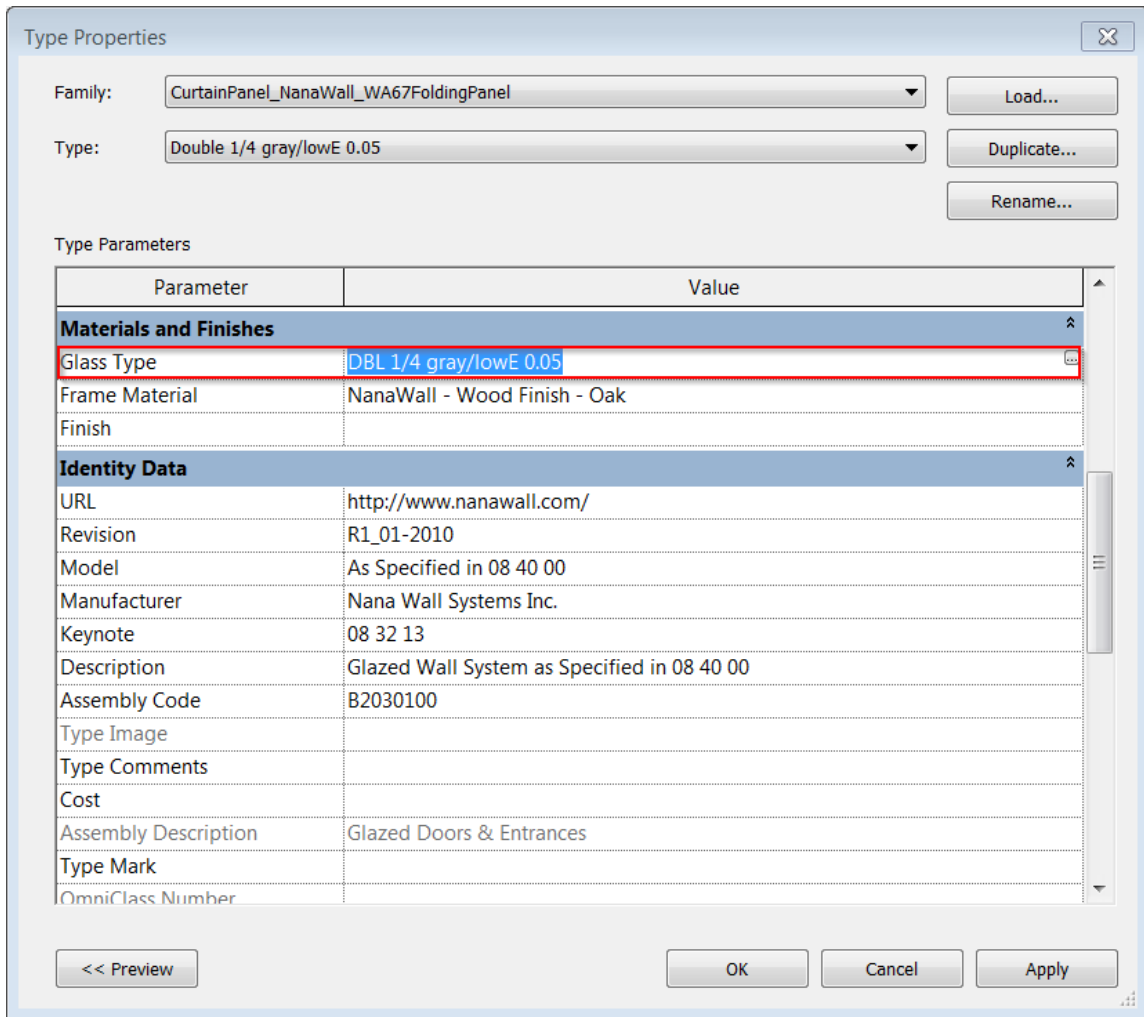 Type Properties
Family: CurtainPanel_NanaWall_WA67FoldingPanel Load...
Type: Double 1/4 gray/lowE 0.05 Duplicate...
Rename...
Type Parameters
Parameter Value
Materials and Finishes
Glass Type DBL 1/4 gray/lowE 0.05 ...
Frame Material NanaWall - Wood Finish - Oak
Finish
Identity Data
URL http://www.nanawall.com/
Revision R1_01-2010
Model As Specified in 08 40 00
Manufacturer Nana Wall Systems Inc.
Keynote 08 32 13
Description Glazed Wall System as Specified in 08 40 00
Assembly Code B2030100
Type Image
Type Comments
Cost
Assembly Description Glazed Doors & Entrances
Type Mark
OmniClass Number
<< Preview OK Cancel Apply